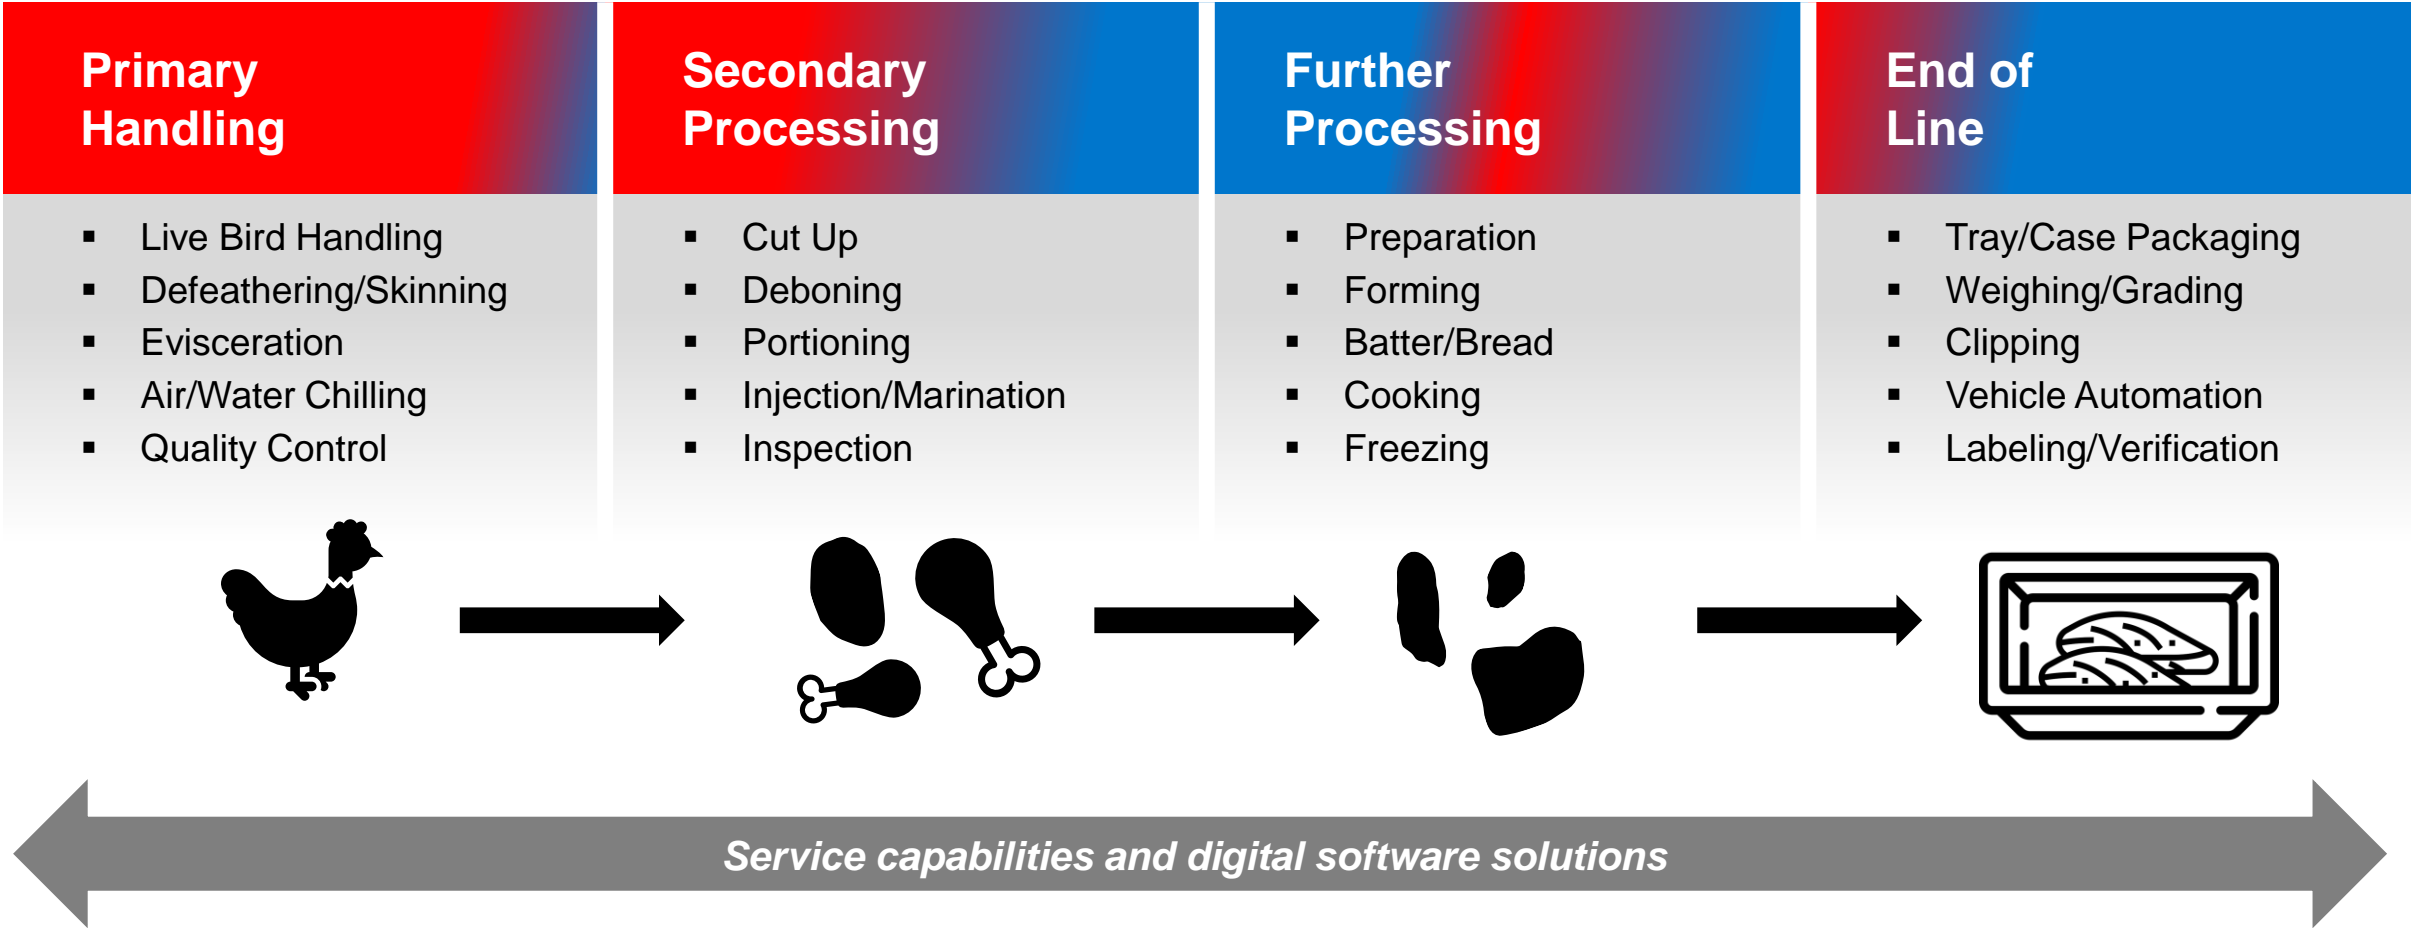 Primary
Handling
▪ Live Bird Handling
▪ Defeathering/Skinning
▪ Evisceration
▪ Air/Water Chilling
▪ Quality Control
Secondary
Processing
▪ Cut Up
▪ Deboning
▪ Portioning
▪ Injection/Marination
▪ Inspection
Further
Processing
▪ Preparation
▪ Forming
▪ Batter/Bread
▪ Cooking
▪ Freezing
End of
Line
▪ Tray/Case Packaging
▪ Weighing/Grading
▪ Clipping
▪ Vehicle Automation
▪ Labeling/Verification
Service capabilities and digital software solutions